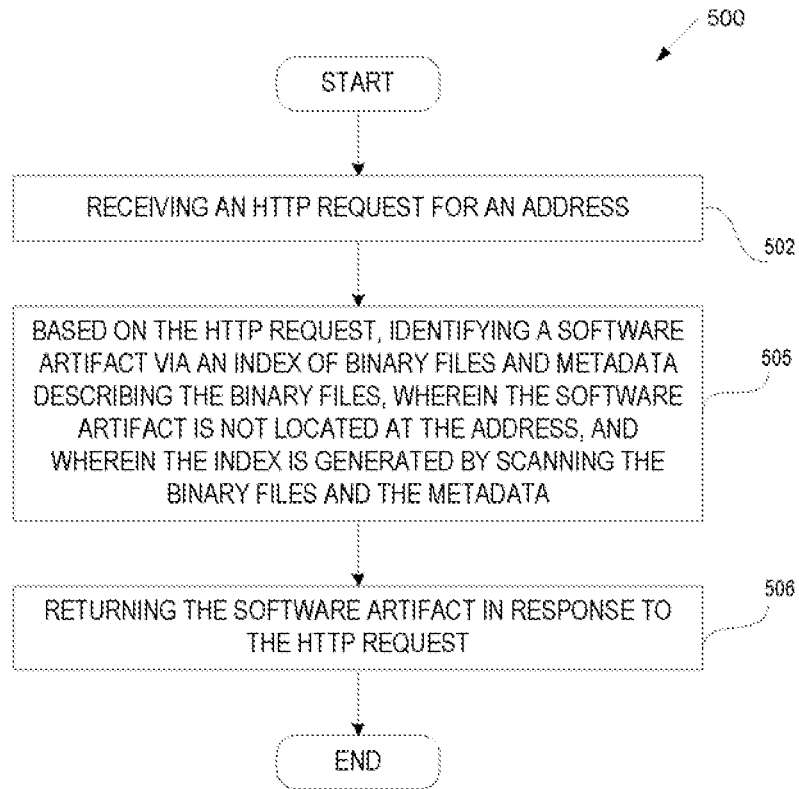 500
START
RECEIVING AN HTTP REQUEST FOR AN ADDRESS
502
BASED ON THE HTTP REQUEST, IDENTIFYING A SOFTWARE
ARTIFACT VIA AN INDEX OF BINARY FILES AND METADATA
DESCRIBING THE BINARY FILES, WHEREIN THE SOFTWARE
ARTIFACT IS NOT LOCATED AT THE ADDRESS, AND
WHEREIN THE INDEX IS GENERATED BY SCANNING THE
BINARY FILES AND THE METADATA
505
RETURNING THE SOFTWARE ARTIFACT IN RESPONSE TO
THE HTTP REQUEST
506
END